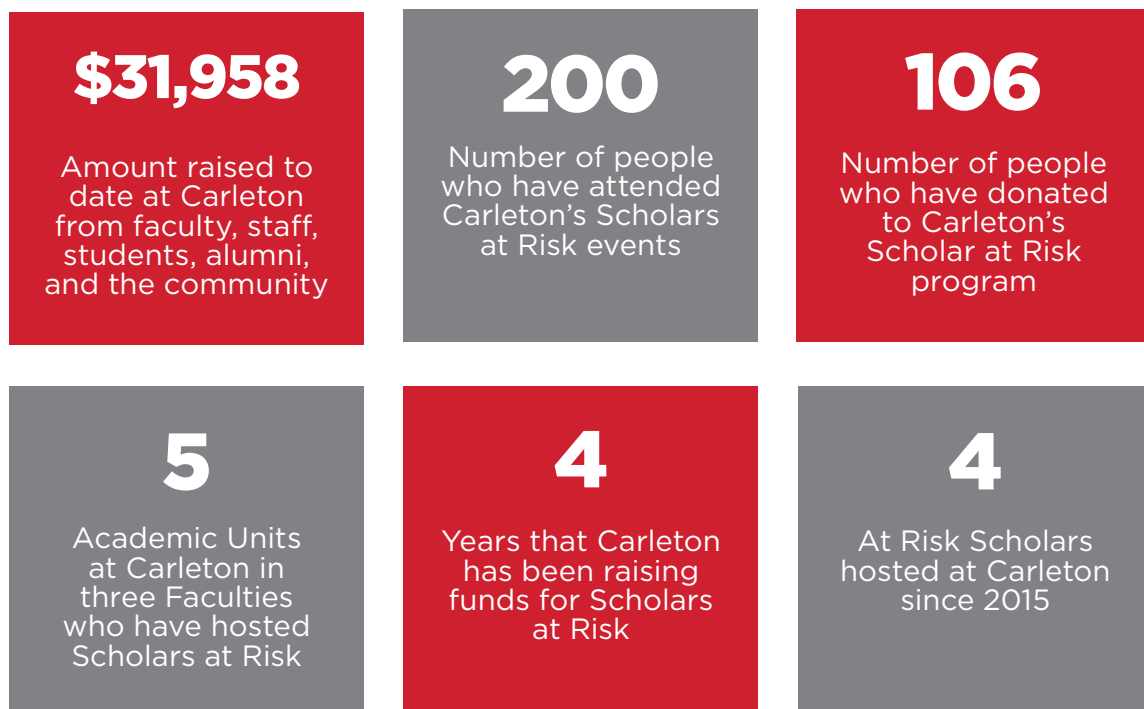 $31,958
Amount raised to
date at Carleton
from faculty, staff,
students, alumni,
and the community
200
Number of people
who have attended
Carleton’s Scholars
at Risk events
106
Number of people
who have donated
to Carleton’s
Scholar at Risk
program
5
Academic Units
at Carleton in
three Faculties
who have hosted
Scholars at Risk
4
Years that Carleton
has been raising
funds for Scholars
at Risk
4
At Risk Scholars
hosted at Carleton
since 2015